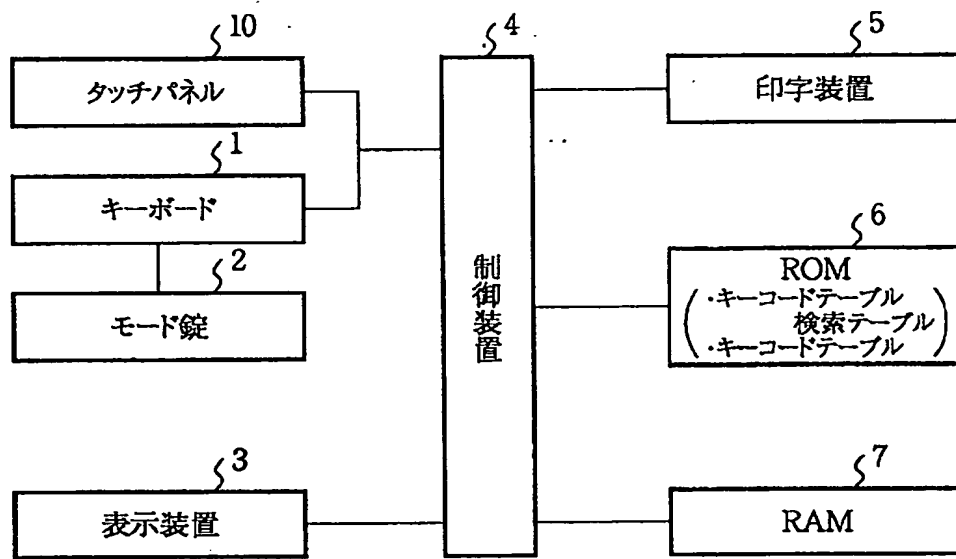 10
タッチパネル
1
キーボード
2
モード錠
3
表示装置
4
制御装置
5
印字装置
6
ROM
・キーコードテーブル
検索テーブル
・キーコードテーブル
7
RAM